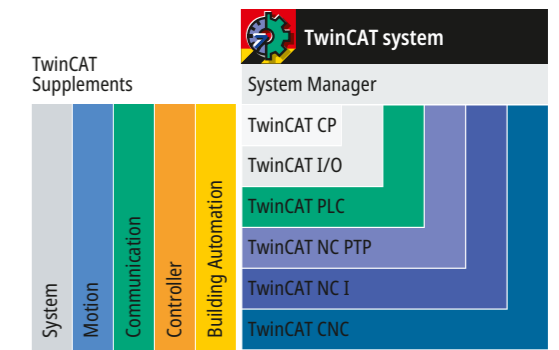 TwinCAT system
TwinCAT
Supplements
System Manager
TwinCAT CP
TwinCAT I/O
TwinCAT PLC
TwinCAT NC PTP
TwinCAT NC I
TwinCAT CNC
System
Motion
Communication
Controller
Building Automation